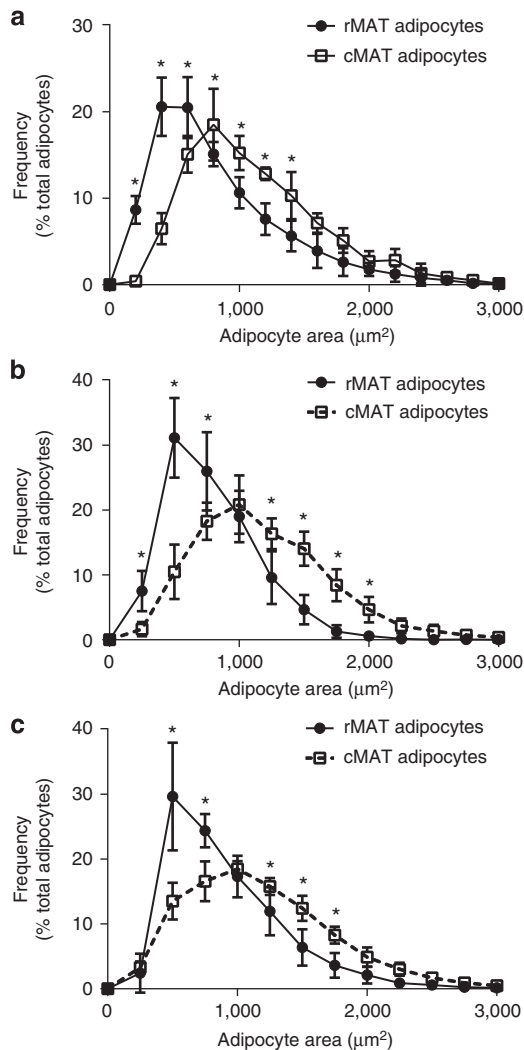 a
rMAT adipocytes
cMAT adipocytes
30
20
10
0
Frequency
(% total adipocytes)
* * * * * * *
0 1,000 2,000 3,000
Adipocyte area (μm²)
b
rMAT adipocytes
cMAT adipocytes
40
30
20
10
0
Frequency
(% total adipocytes)
* * * * * * *
0 1,000 2,000 3,000
Adipocyte area (μm²)
c
rMAT adipocytes
cMAT adipocytes
40
30
20
10
0
Frequency
(% total adipocytes)
* * * * *
0 1,000 2,000 3,000
Adipocyte area (μm²)